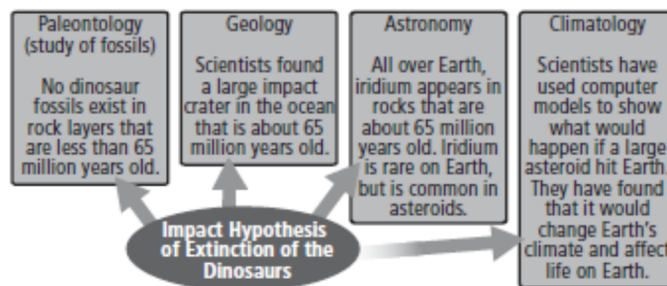 Paleontology
(study of fossils)
No dinosaur
fossils exist in
rock layers that
are less than 65
million years old.
Geology
Scientists found
a large impact
crater in the ocean
that is about 65
million years old.
Astronomy
All over Earth,
iridium appears in
rocks that are
about 65 million
years old. Iridium
is rare on Earth,
but is common in
asteroids.
Climatology
Scientists have
used computer
models to show
what would
happen if a large
asteroid hit Earth.
They have found
that it would
change Earth's
climate and affect
life on Earth.
Impact Hypothesis
of Extinction of the
Dinosaurs